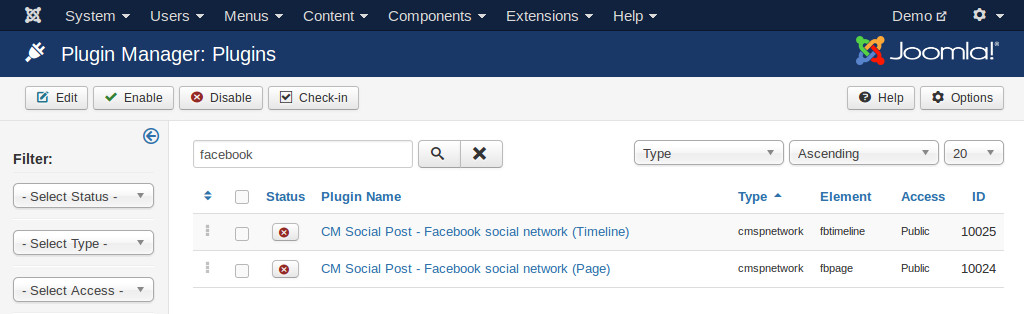 System Users Menus Content Components Extensions Help Demo
Plugin Manager: Plugins Joomla!®
Edit Enable Disable Check-in Help Options
Filter:
facebook Type Ascending 20
- Select Status -
Status Plugin Name Type Element Access ID
CM Social Post - Facebook social network (Timeline) cmspnetwork fbtimeline Public 10025
- Select Type -
CM Social Post - Facebook social network (Page) cmspnetwork fbpage Public 10024
- Select Access -